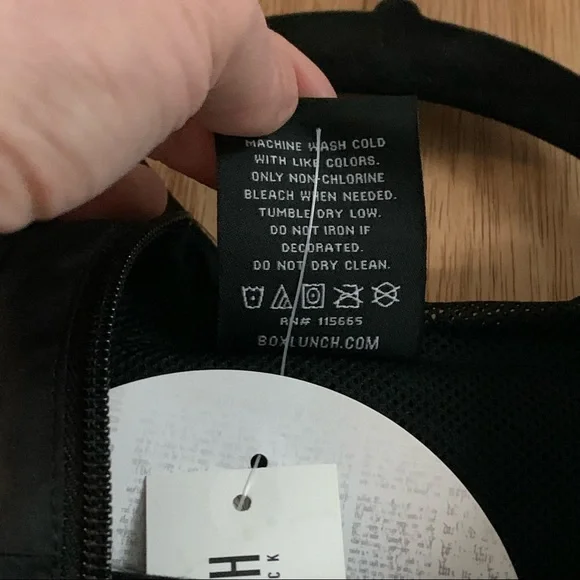 MACHINE WASH COLD
WITH LIKE COLORS.
ONLY NON-CHLORINE
BLEACH WHEN NEEDED.
TUMBLE DRY LOW.
DO NOT IRON IF
DECORATED.
DO NOT DRY CLEAN.
RN# 115665
BOXLUNCH.COM
H
CK